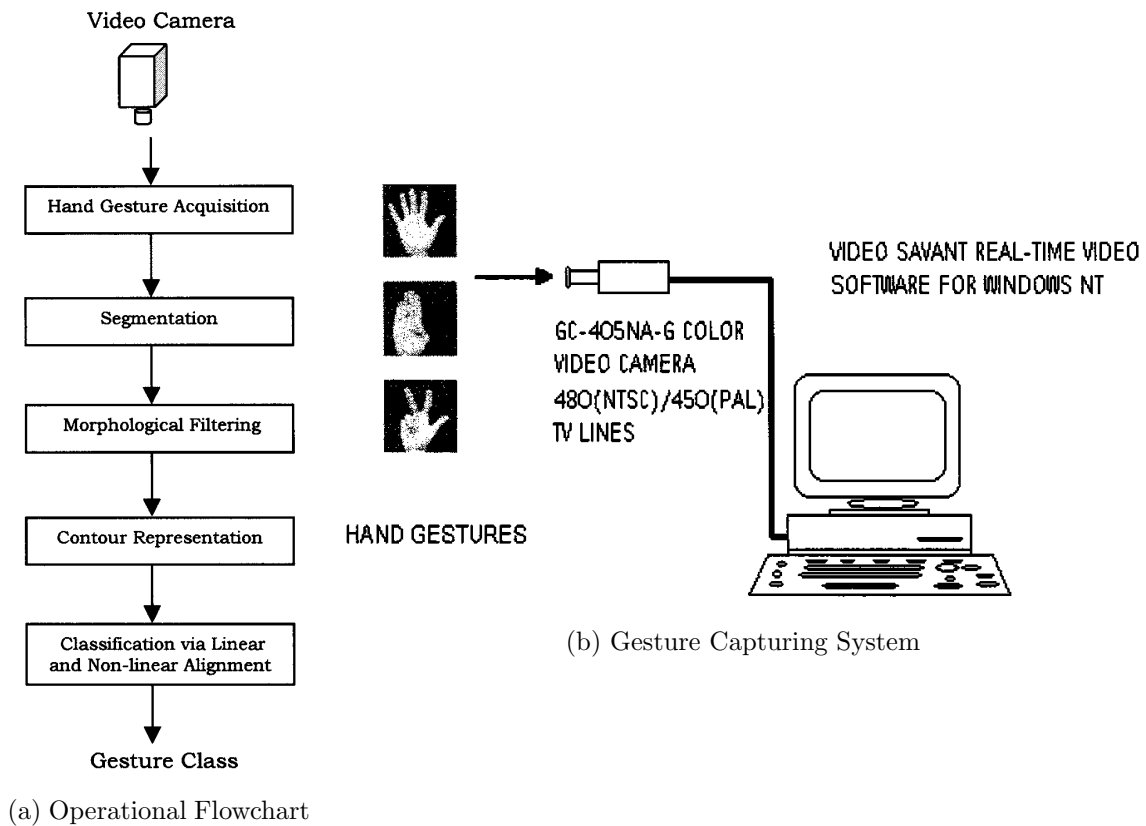 Video Camera
Hand Gesture Acquisition
Segmentation
Morphological Filtering
Contour Representation
Classification via Linear
and Non-linear Alignment
Gesture Class
(a) Operational Flowchart
HAND GESTURES
GC-405NA-G COLOR
VIDEO CAMERA
480(NTSC)/450(PAL)
TV LINES
VIDEO SAVANT REAL-TIME VIDEO
SOFTWARE FOR WINDOWS NT
(b) Gesture Capturing System